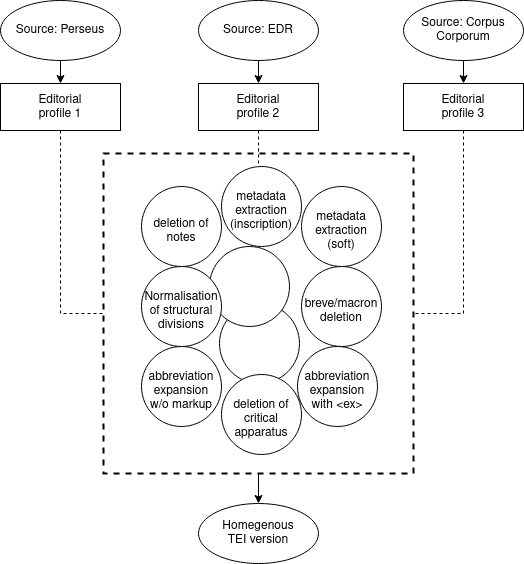 Source: Perseus
Source: EDR
Source: Corpus
Corporum
Editorial
profile 1
Editorial
profile 2
Editorial
profile 3
metadata
extraction
(inscription)
deletion of
notes
metadata
extraction
(soft)
Normalisation
of structural
divisions
breve/macron
deletion
abbreviation
expansion
w/o markup
deletion of
critical
apparatus
abbreviation
expansion
with <ex>
Homegenous
TEI version